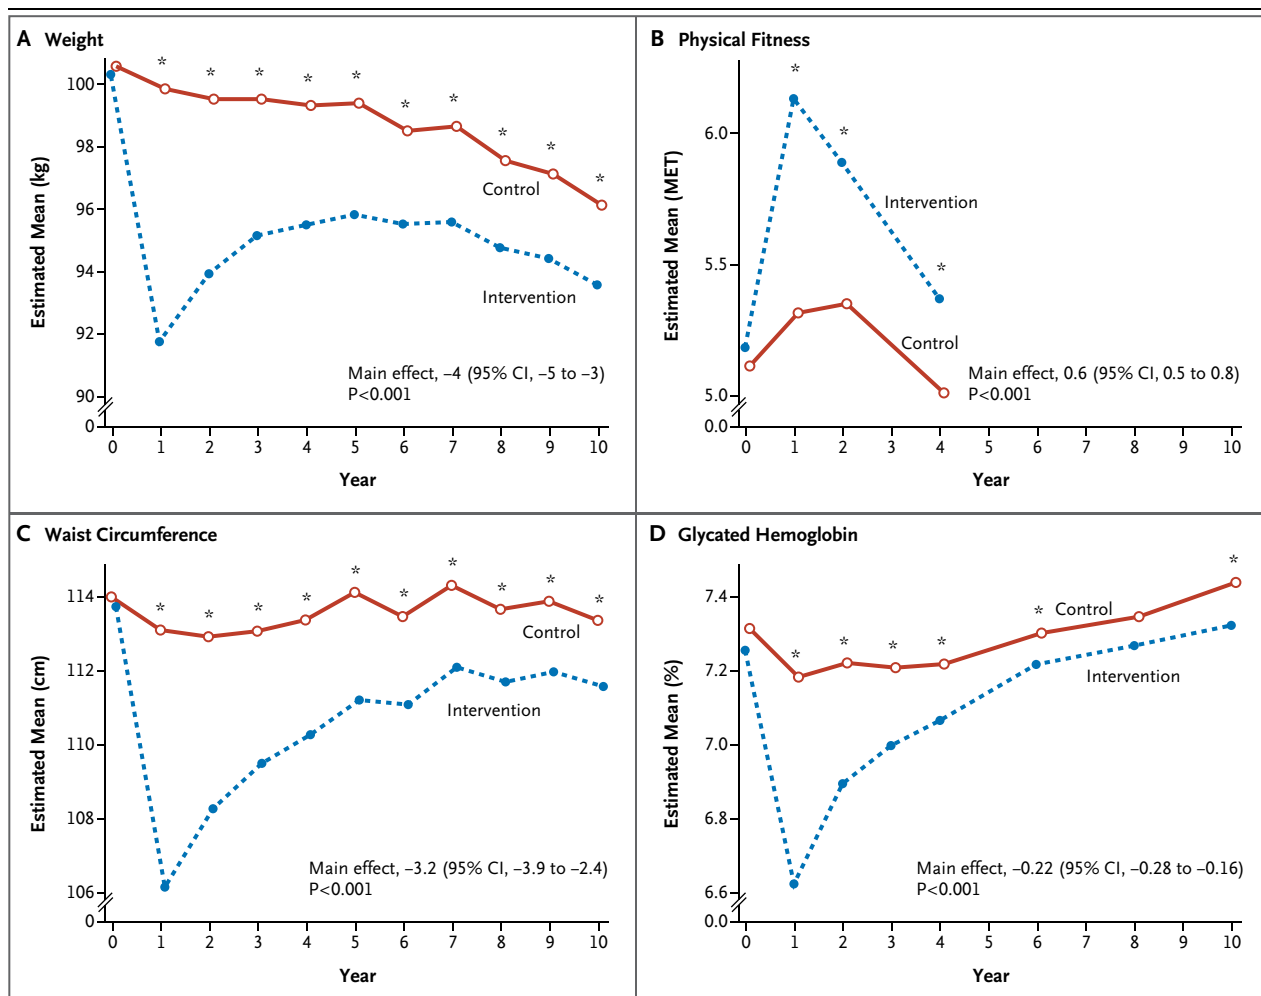 A Weight
* * * * * * * * * *
Estimated Mean (kg)
100
98
96
94
92
90
0
Control
Intervention
Main effect, –4 (95% CI, –5 to –3)
P<0.001
0 1 2 3 4 5 6 7 8 9 10
Year
B Physical Fitness
* * *
Estimated Mean (MET)
6.0
5.5
5.0
0.0
Intervention
Control
Main effect, 0.6 (95% CI, 0.5 to 0.8)
P<0.001
0 1 2 3 4 5 6 7 8 9 10
Year
C Waist Circumference
* * * * * * * * * *
Estimated Mean (cm)
114
112
110
108
106
0
Control
Intervention
Main effect, –3.2 (95% CI, –3.9 to –2.4)
P<0.001
0 1 2 3 4 5 6 7 8 9 10
Year
D Glycated Hemoglobin
* * * * * *
Estimated Mean (%)
7.4
7.2
7.0
6.8
6.6
0.0
Control
Intervention
Main effect, –0.22 (95% CI, –0.28 to –0.16)
P<0.001
0 1 2 3 4 5 6 7 8 9 10
Year